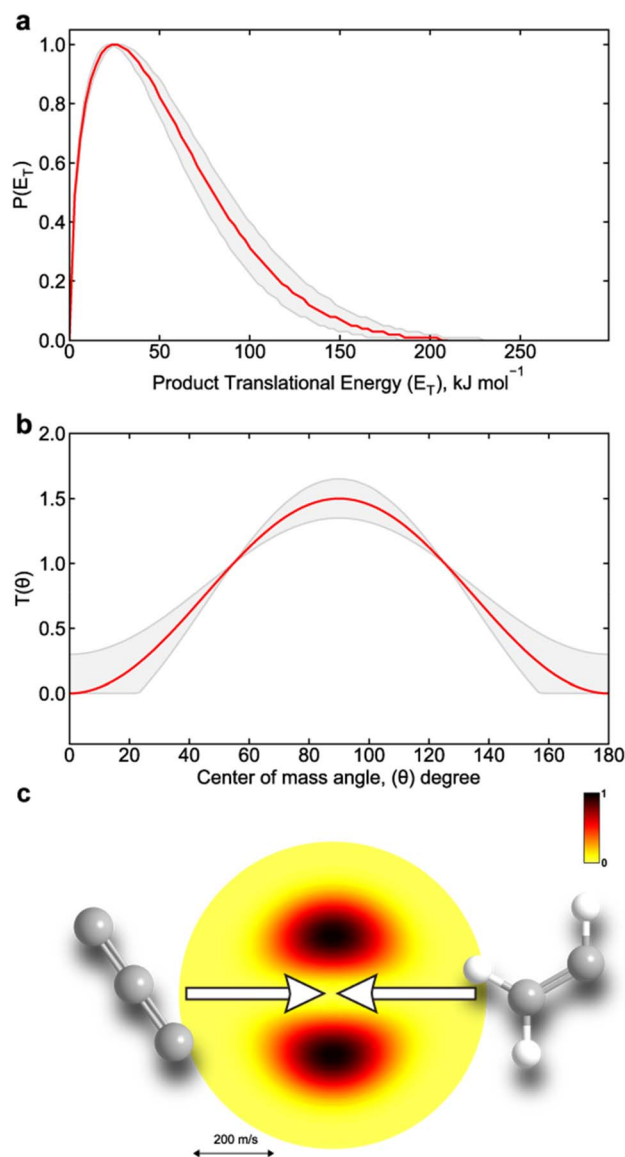 a
1.0
0.8
0.6
0.4
0.2
0.0
P(E_T)
0 50 100 150 200 250
Product Translational Energy (E_T), kJ mol⁻¹
b
2.0
1.5
1.0
0.5
0.0
T(θ)
0 20 40 60 80 100 120 140 160 180
Center of mass angle, (θ) degree
c
1
0
200 m/s